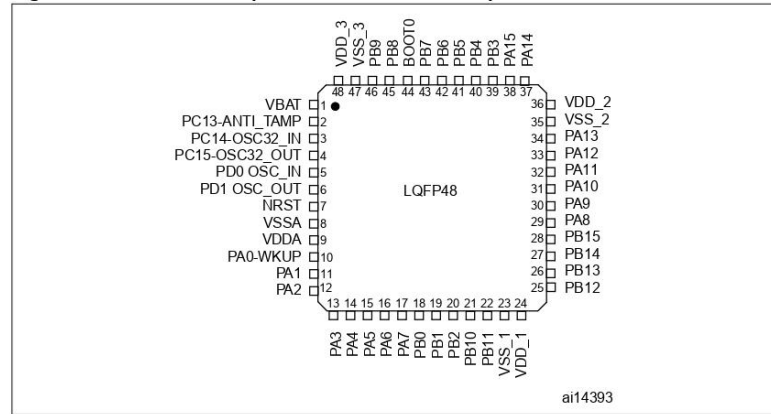 VDD_3
VSS_3
PB9
PB8
BOOT0
PB7
PB6
PB5
PB4
PB3
PA15
PA14
48 47 46 45 44 43 42 41 40 39 38 37
VBAT 1
PC13-ANTI_TAMP 2
PC14-OSC32_IN 3
PC15-OSC32_OUT 4
PD0 OSC_IN 5
PD1 OSC_OUT 6
NRST 7
VSSA 8
VDDA 9
PA0-WKUP 10
PA1 11
PA2 12
LQFP48
36 VDD_2
35 VSS_2
34 PA13
33 PA12
32 PA11
31 PA10
30 PA9
29 PA8
28 PB15
27 PB14
26 PB13
25 PB12
13 14 15 16 17 18 19 20 21 22 23 24
PA3
PA4
PA5
PA6
PA7
PB0
PB1
PB2
PB10
PB11
VSS_1
VDD_1
ai14393